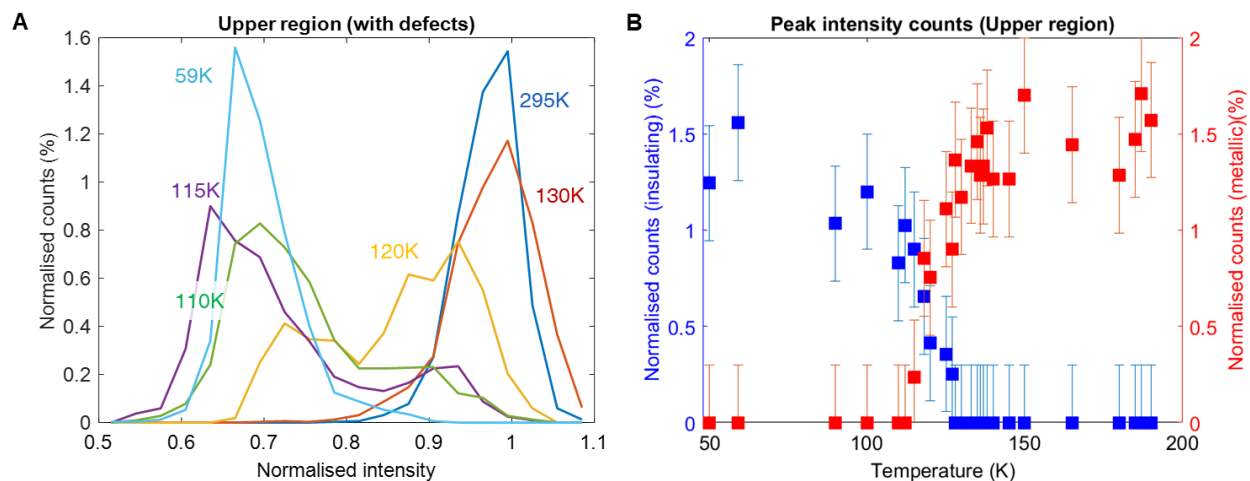 A
Upper region (with defects)
Normalised counts (%)
1.6
1.4
1.2
1
0.8
0.6
0.4
0.2
0
59K
295K
115K
130K
120K
110K
0.5
0.6
0.7
0.8
0.9
1
1.1
Normalised intensity
B
Peak intensity counts (Upper region)
Normalised counts (insulating) (%)
2
1.5
1
0.5
0
50
100
150
200
Temperature (K)
2
1.5
1
0.5
0
Normalised counts (metallic)(%)